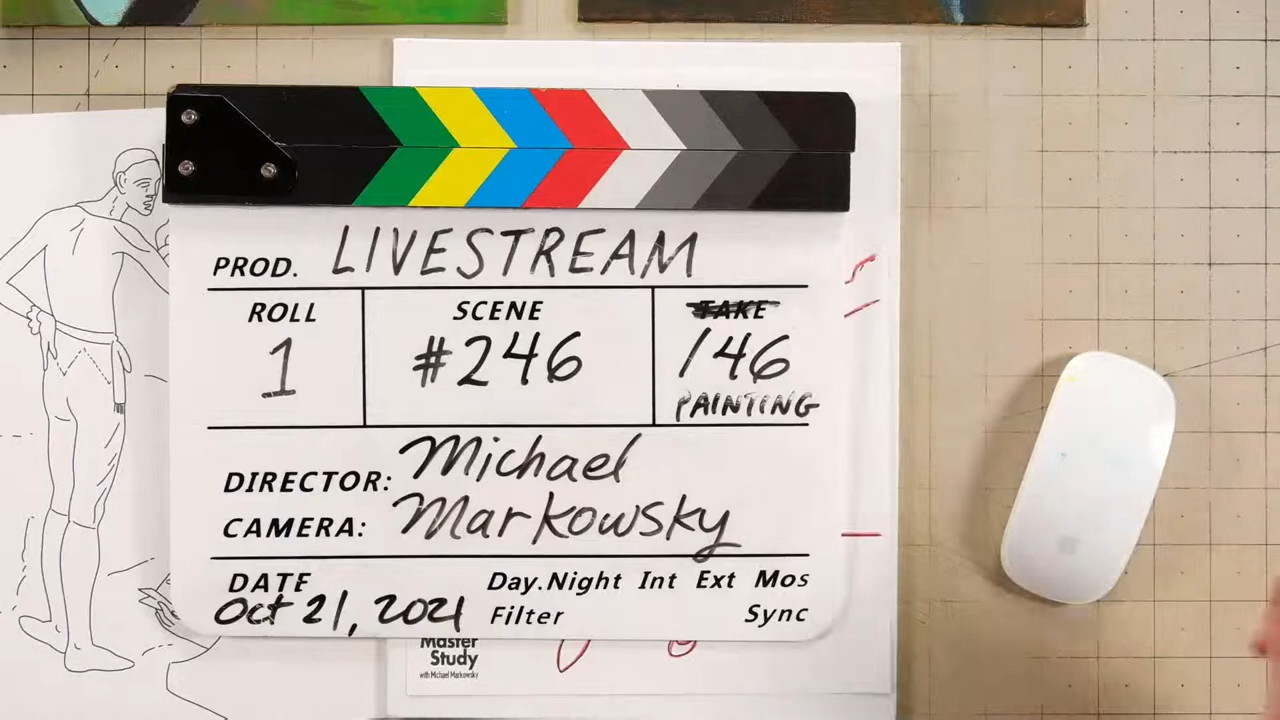 PROD. LIVESTREAM
ROLL SCENE TAKE
1 #246 146
PAINTING
DIRECTOR: Michael
CAMERA: Markowsky
DATE Day.Night Int Ext Mos
Oct 21, 2021 Filter Sync
Master
Study
with Michael Markowsky